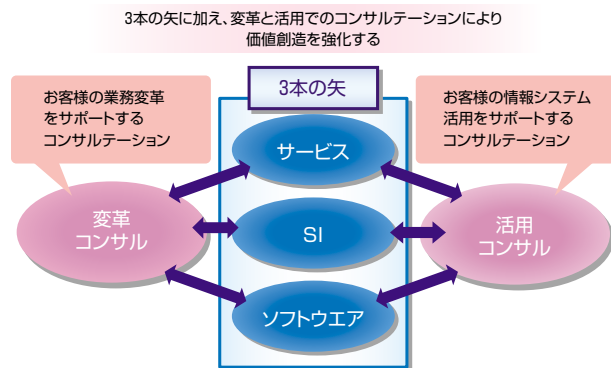 3本の矢に加え、変革と活用でのコンサルテーションにより
価値創造を強化する
3本の矢
お客様の業務変革
をサポートする
コンサルテーション
お客様の情報システム
活用をサポートする
コンサルテーション
サービス
変革
コンサル
SI
活用
コンサル
ソフトウエア